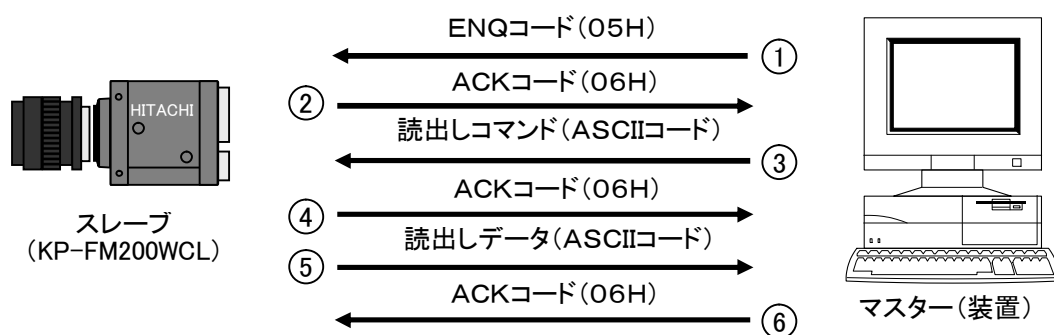 ENQコード(05H)
①
ACKコード(06H)
②
HITACHI
読出しコマンド(ASCIIコード)
③
ACKコード(06H)
④
スレーブ
(KP-FM200WCL)
読出しデータ(ASCIIコード)
⑤
ACKコード(06H)
⑥
マスター(装置)